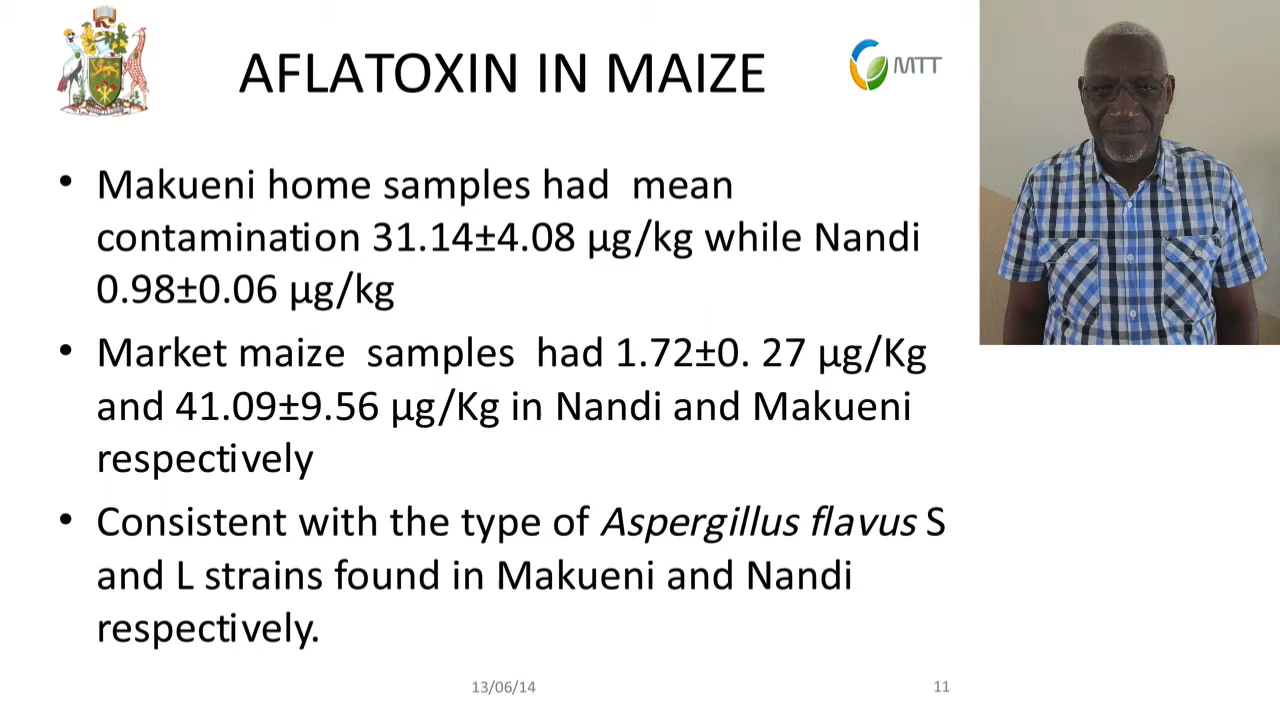 AFLATOXIN IN MAIZE
MTT
• Makueni home samples had mean
contamination 31.14±4.08 µg/kg while Nandi
0.98±0.06 µg/kg
• Market maize samples had 1.72±0. 27 µg/Kg
and 41.09±9.56 µg/Kg in Nandi and Makueni
respectively
• Consistent with the type of Aspergillus flavus S
and L strains found in Makueni and Nandi
respectively.
13/06/14
11